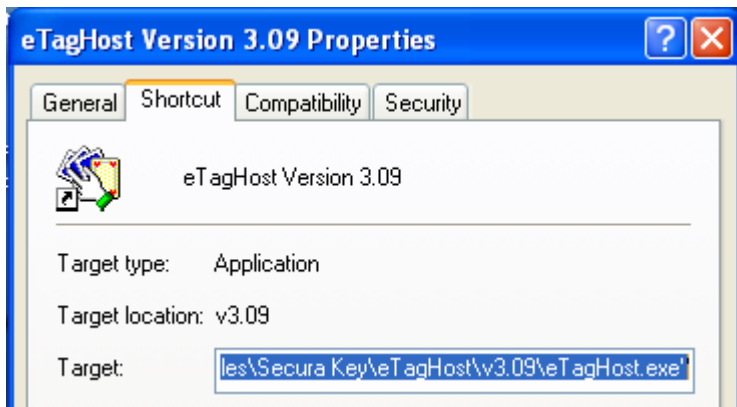 eTagHost Version 3.09 Properties
General Shortcut Compatibility Security
eTagHost Version 3.09
Target type: Application
Target location: v3.09
Target: les\Secura Key\eTagHost\v3.09\eTagHost.exe"